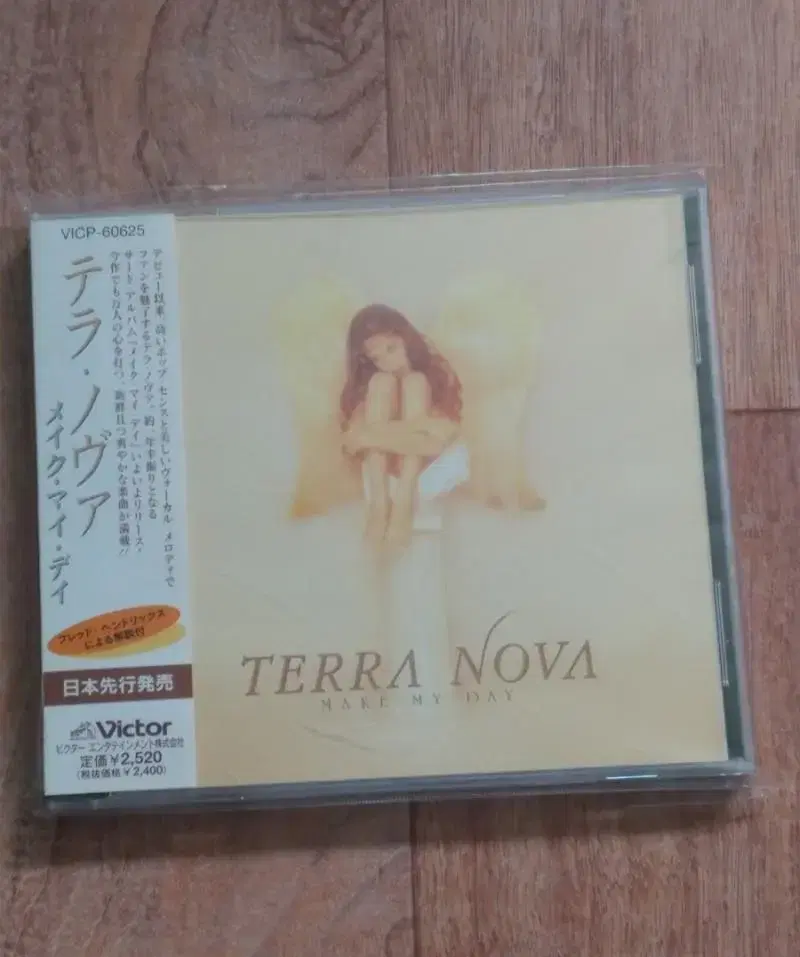 VICP-60625
テラ・ノヴァ
メイク・マイ・デイ
デビュー以来、高いポップ センスと美しいヴォーカル メロディで
ファンを魅了するテラ ノヴァ。約 年半振りとなる
サード アルバム『メイク マイ デイ』いよいよリリース。
今作でも万人の心を打つ、新鮮且つ爽やかな楽曲が満載!!
フレッド・ヘンドリックス
による解説付
日本先行発売
Victor
ビクター エンタテインメント株式会社
定価¥2,520
(税抜価格¥2,400)
TERRA NOVA
MAKE MY DAY